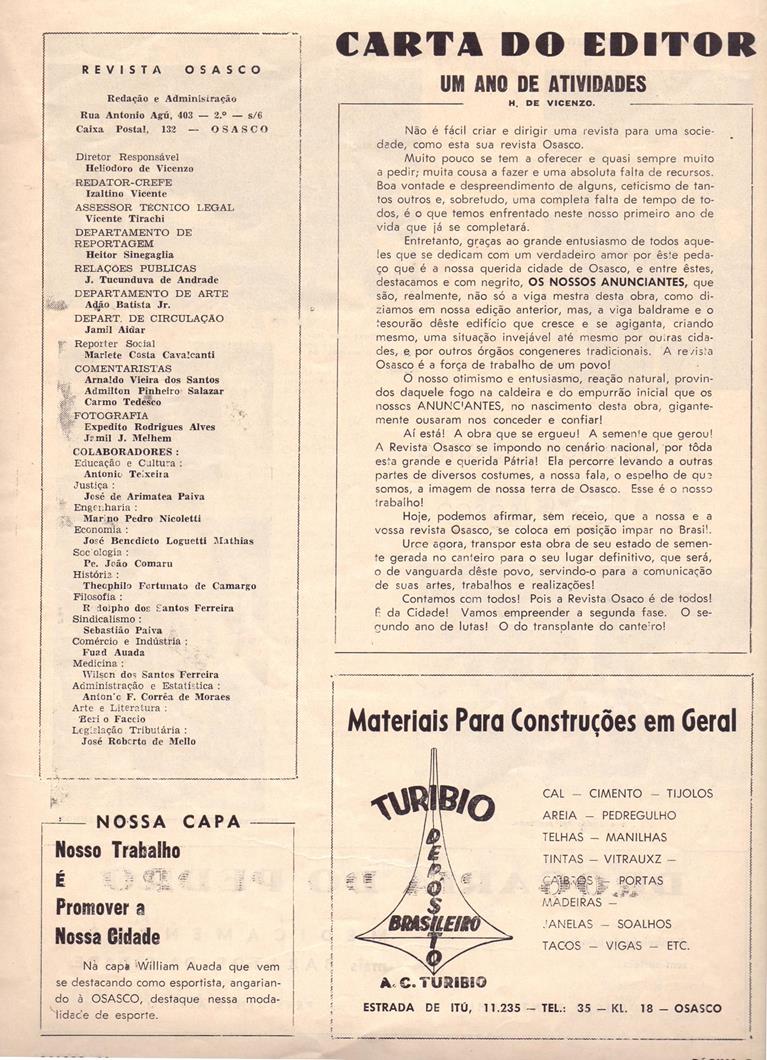 REVISTA OSASCO
Redação e Administração
Rua Antonio Agú, 403 — 2.º — s/6
Caixa Postal, 132 — OSASCO
Diretor Responsável
Heliodoro de Vicenzo
REDATOR-CREFE
Izaltino Vicente
ASSESSOR TÉCNICO LEGAL
Vicente Tirachi
DEPARTAMENTO DE
REPORTAGEM
Heitor Sinegaglia
RELAÇÕES PUBLICAS
J. Tucunduva de Andrade
DEPARTAMENTO DE ARTE
Adão Batista Jr.
DEPART. DE CIRCULAÇÃO
Jamil Aidar
Reporter Social
Marlete Costa Cavalcanti
COMENTARISTAS
Arnaldo Vieira dos Santos
Admilton Pinheiro Salazar
Carmo Tedesco
FOTOGRAFIA
Expedito Rodrigues Alves
Jamil J. Melhem
COLABORADORES :
Educação e Cultura :
Antonio Teixeira
Justiça :
José de Arimatea Paiva
Engenharia :
Marino Pedro Nicoletti
Economia :
José Benedicto Loguetti Mathias
Sociologia :
Pe. João Comaru
História :
Theophilo Fortunato de Camargo
Filosofia :
Rodolpho dos Santos Ferreira
Sindicalismo :
Sebastião Paiva
Comércio e Indústria :
Fuad Auada
Medicina :
Wilson dos Santos Ferreira
Administração e Estatística :
Antonio F. Corrêa de Moraes
Arte e Literatura :
Beri o Faccio
Legislação Tributária :
José Roberto de Mello
NOSSA CAPA
Nosso Trabalho
É
Promover a
Nossa Cidade
Na capa William Auada que vem
se destacando como esportista, angarian-
do à OSASCO, destaque nessa moda-
lidade de esporte.
CARTA DO EDITOR
UM ANO DE ATIVIDADES
H. DE VICENZO.
Não é fácil criar e dirigir uma revista para uma socie-
dade, como esta sua revista Osasco.
Muito pouco se tem a oferecer e quasi sempre muito
a pedir; muita cousa a fazer e uma absoluta falta de recursos.
Boa vontade e despreendimento de alguns, ceticismo de tan-
tos outros e, sobretudo, uma completa falta de tempo de to-
dos, é o que temos enfrentado neste nosso primeiro ano de
vida que já se completará.
Entretanto, graças ao grande entusiasmo de todos aque-
les que se dedicam com um verdadeiro amor por êste peda-
ço que é a nossa querida cidade de Osasco, e entre êstes,
destacamos e com negrito, OS NOSSOS ANUNCIANTES, que
são, realmente, não só a viga mestra desta obra, como di-
ziamos em nossa edição anterior, mas, a viga baldrame e o
tesourão dêste edifício que cresce e se agiganta, criando
mesmo, uma situação invejável até mesmo por outras cida-
des, e por outros órgãos congeneres tradicionais. A revista
Osasco é a força de trabalho de um povo!
O nosso otimismo e entusiasmo, reação natural, provin-
dos daquele fogo na caldeira e do empurrão inicial que os
nossos ANUNCIANTES, no nascimento desta obra, gigante-
mente ousaram nos conceder e confiar!
Aí está! A obra que se ergueu! A semente que gerou!
A Revista Osasco se impondo no cenário nacional, por tôda
esta grande e querida Pátria! Ela percorre levando a outras
partes de diversos costumes, a nossa fala, o espelho de que
somos, a imagem de nossa terra de Osasco. Esse é o nosso
trabalho!
Hoje, podemos afirmar, sem receio, que a nossa e a
vossa revista Osasco, se coloca em posição impar no Brasil.
Urge agora, transpor esta obra de seu estado de semen-
te gerada no canteiro para o seu lugar definitivo, que será,
o de vanguarda dêste povo, servindo-o para a comunicação
de suas artes, trabalhos e realizações!
Contamos com todos! Pois a Revista Osaco é de todos!
É da Cidade! Vamos empreender a segunda fase. O se-
gundo ano de lutas! O do transplante do canteiro!
Materiais Para Construções em Geral
TURIBIO
DEPÓSITO
BRASILEIRO
A. C. TURIBIO
CAL — CIMENTO — TIJOLOS
AREIA — PEDREGULHO
TELHAS — MANILHAS
TINTAS — VITRAUXZ —
CAIBROS — PORTAS
MADEIRAS —
JANELAS — SOALHOS
TACOS — VIGAS — ETC.
ESTRADA DE ITÚ, 11.235 — TEL.: 35 — KL. 18 — OSASCO